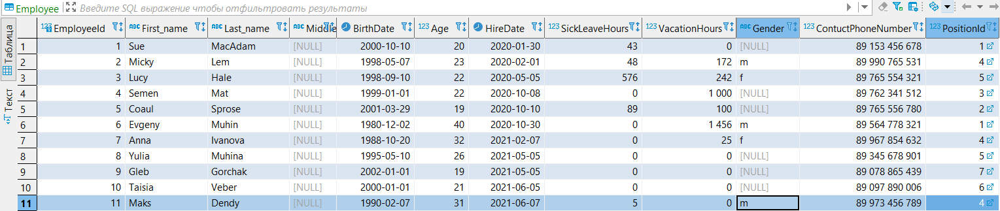 Employee Введите SQL выражение чтобы отфильтровать результаты
Таблица
Текст
123 EmployeeId ABC First_name ABC Last_name ABC Middle BirthDate 123 Age HireDate 123 SickLeaveHours 123 VacationHours ABC Gender 123 ContuctPhoneNumber 123 PositionId
1 1 Sue MacAdam [NULL] 2000-10-10 20 2020-01-30 43 0 [NULL] 89 153 456 678 1
2 2 Micky Lem [NULL] 1998-05-07 23 2020-02-01 48 172 m 89 990 765 531 4
3 3 Lucy Hale [NULL] 1998-09-10 22 2020-05-05 576 242 f 89 765 554 321 5
4 4 Semen Mat [NULL] 1999-01-01 22 2020-10-08 0 1 000 [NULL] 89 762 341 512 3
5 5 Coaul Sprose [NULL] 2001-03-29 19 2020-10-10 89 100 [NULL] 89 765 556 780 2
6 6 Evgeny Muhin [NULL] 1980-12-02 40 2020-10-30 0 1 456 m 89 564 778 321 1
7 7 Anna Ivanova [NULL] 1988-10-20 32 2021-02-07 0 25 f 89 967 854 632 4
8 8 Yulia Muhina [NULL] 1995-05-10 26 2021-05-05 0 0 [NULL] 89 345 678 901 5
9 9 Gleb Gorchak [NULL] 2002-01-01 19 2021-05-05 0 0 [NULL] 89 078 865 439 7
10 10 Taisia Veber [NULL] 2000-01-01 21 2021-06-05 0 0 [NULL] 89 097 890 006 6
11 11 Maks Dendy [NULL] 1990-02-07 31 2021-06-07 5 0 m 89 973 456 789 4